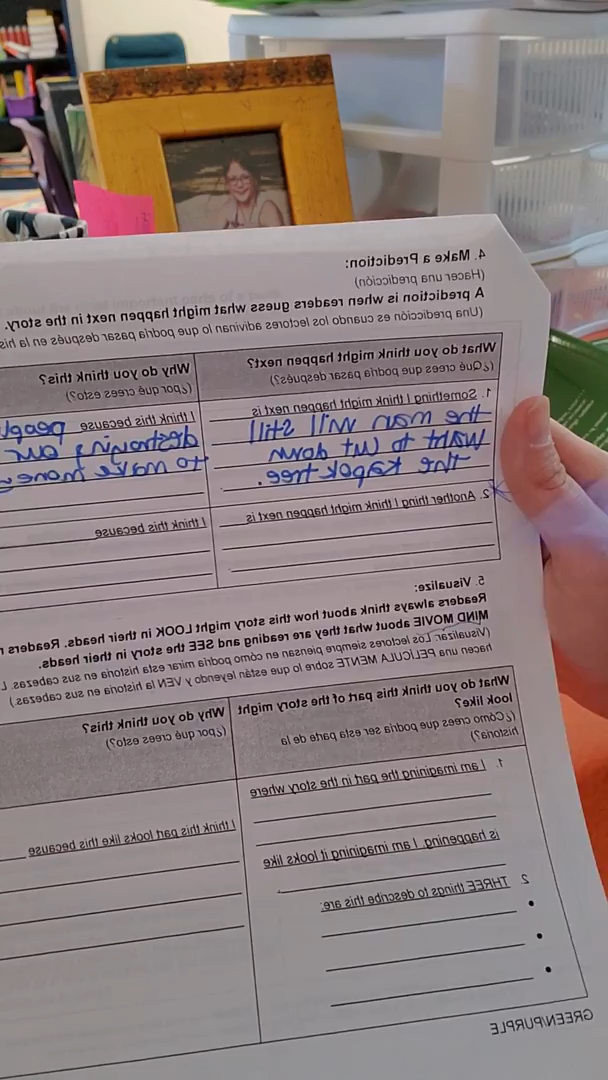 4. Make a Prediction:
(Hacer una predicción)
A prediction is when readers guess what might happen next in the story.
(Una predicción es cuando los lectores adivinan lo que podría pasar después en la his
What do you think might happen next?
(¿Qué crees que podría pasar después?)
Why do you think this?
(¿por qué crees esto?)
1. Something I think might happen next is
the man will still
want to cut down
the kapok tree.
I think this because people
destroying our
to make money
2. Another thing I think might happen next is
I think this because
5. Visualize:
Readers always think about how this story might LOOK in their heads. Readers
MIND MOVIE about what they are reading and SEE the story in their heads.
(Visualizar: Los lectores siempre piensan en cómo podría mirar esta historia en sus cabezas. L
hacen una PELÍCULA MENTE sobre lo que están leyendo y VEN la historia en sus cabezas)
What do you think this part of the story might
look like?
(¿Cómo crees que podría ser esta parte de la
historia?)
Why do you think this?
(¿por qué crees esto?)
1. I am imagining the part in the story where
is happening. I am imagining it looks like
I think this part looks like this because
2 THREE things to describe this are:
GREEN/PURPLE